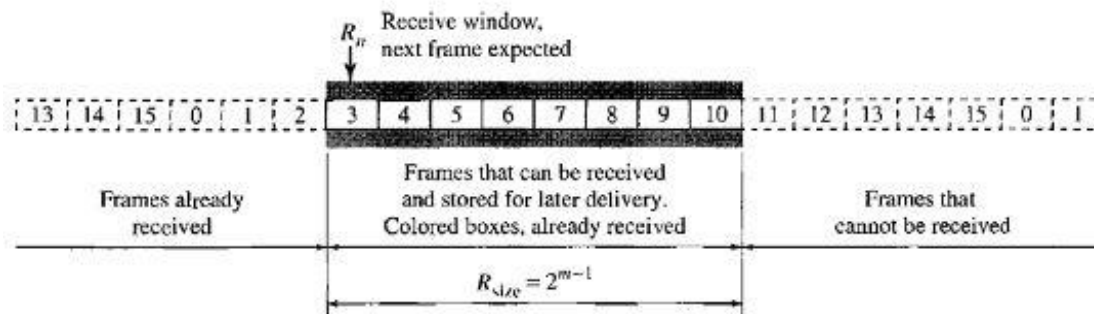 Receive window,
R_n next frame expected
13 14 15 0 1 2 3 4 5 6 7 8 9 10 11 12 13 14 15 0 1
Frames that can be received
and stored for later delivery.
Colored boxes, already received
Frames already
received
Frames that
cannot be received
R_size = 2^{m-1}